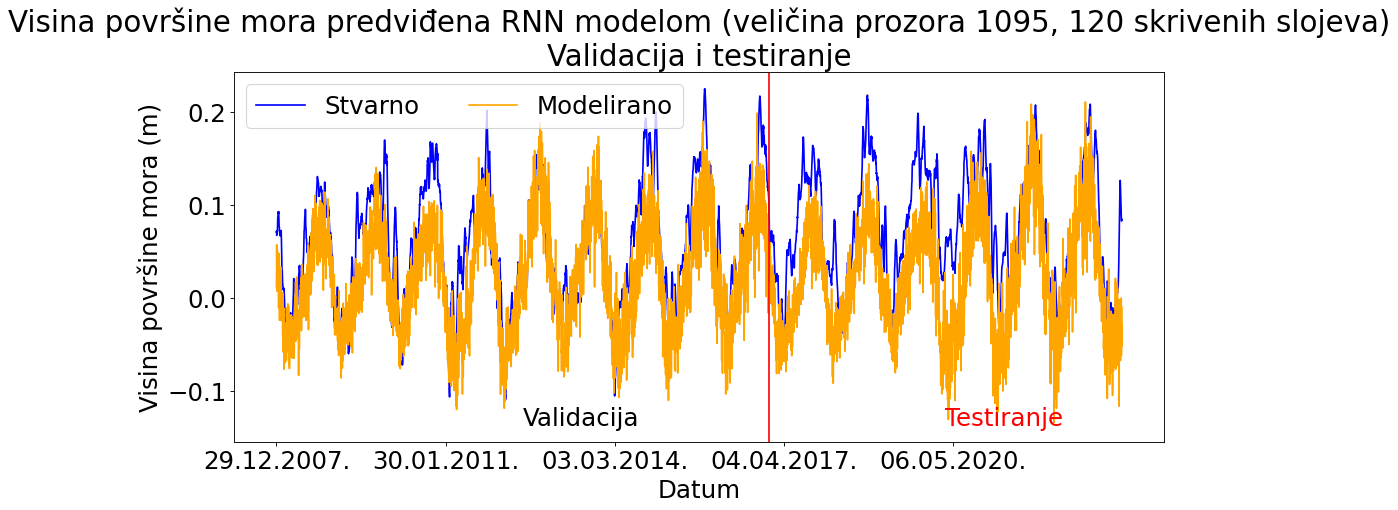 Visina površine mora predviđena RNN modelom (veličina prozora 1095, 120 skrivenih slojeva)
Validacija i testiranje
Stvarno
Modelirano
Visina površine mora (m)
0.2
0.1
0.0
−0.1
Validacija
Testiranje
29.12.2007.
30.01.2011.
03.03.2014.
04.04.2017.
06.05.2020.
Datum